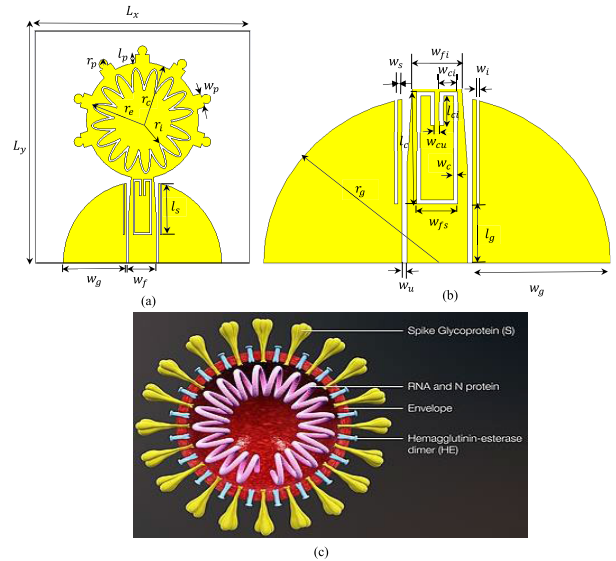 Lₓ
l_p
r_p
w_p
r_c
r_e
r_i
L_y
l_s
w_g
w_f
(a)
w_fi
w_s
w_ci
w_i
l_ci
l_c
w_cu
w_c
r_g
w_fs
l_g
w_u
w_g
(b)
Spike Glycoprotein (S)
RNA and N protein
Envelope
Hemagglutinin-esterase
dimer (HE)
(c)